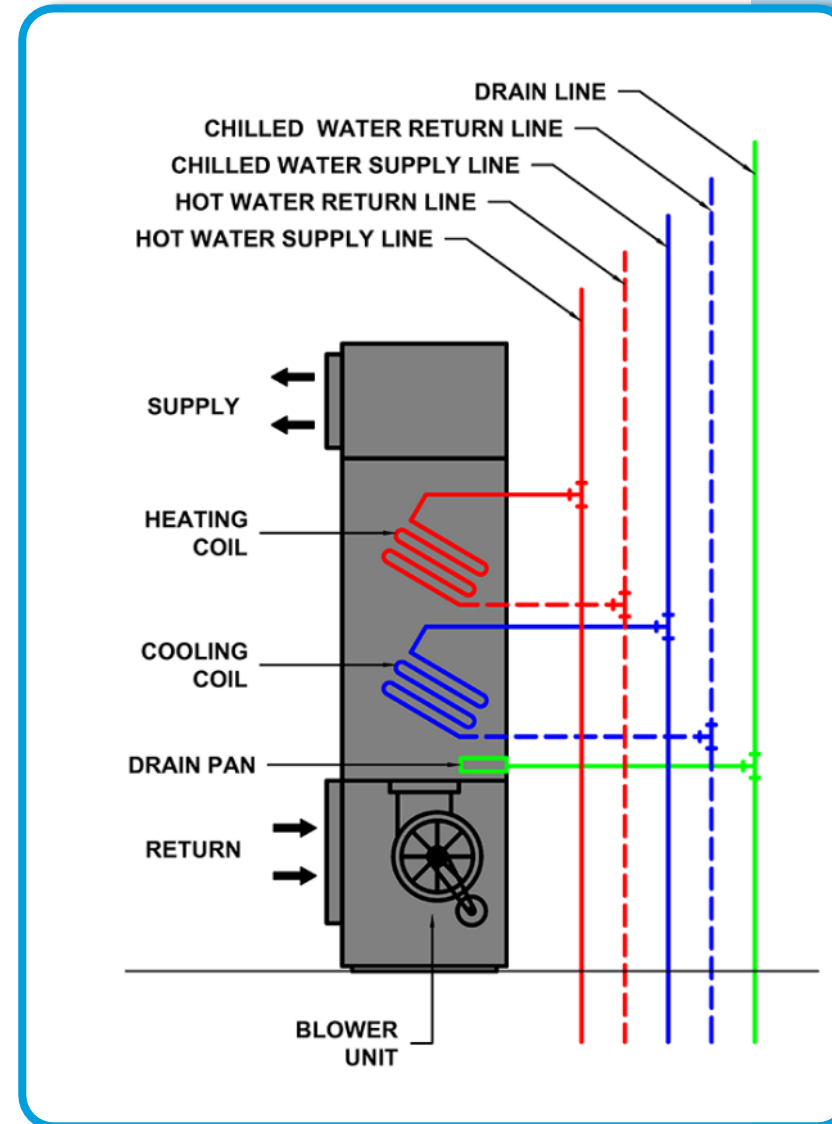 DRAIN LINE
CHILLED WATER RETURN LINE
CHILLED WATER SUPPLY LINE
HOT WATER RETURN LINE
HOT WATER SUPPLY LINE
SUPPLY
HEATING
COIL
COOLING
COIL
DRAIN PAN
RETURN
BLOWER
UNIT